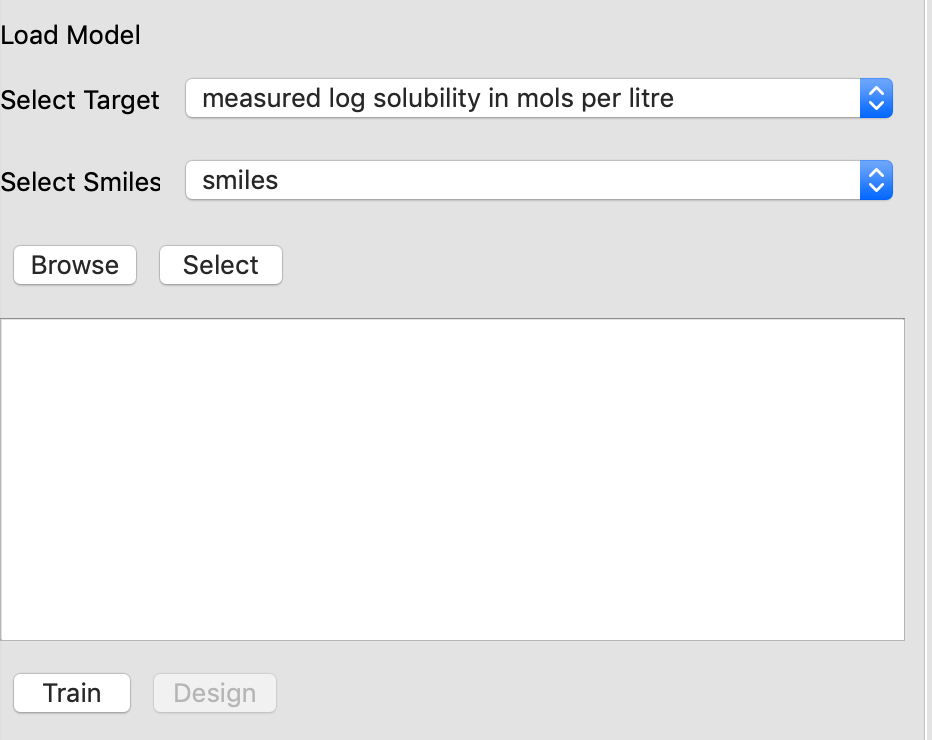 Load Model
Select Target measured log solubility in mols per litre
Select Smiles smiles
Browse Select
Train Design